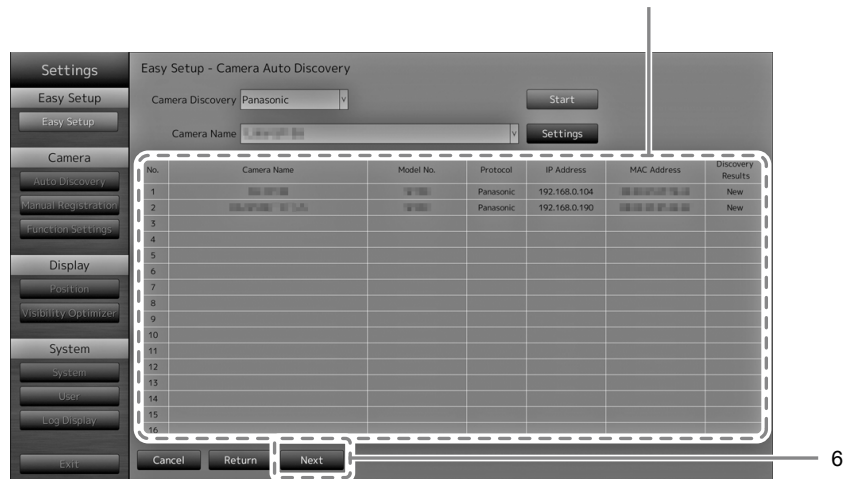 Settings
Easy Setup
Easy Setup
Camera
Auto Discovery
Manual Registration
Function Settings
Display
Position
Visibility Optimizer
System
System
User
Log Display
Exit
Easy Setup - Camera Auto Discovery
Camera Discovery Panasonic Start
Camera Name Settings
No. Camera Name Model No. Protocol IP Address MAC Address Discovery Results
1 Panasonic 192.168.0.104 New
2 Panasonic 192.168.0.190 New
3
4
5
6
7
8
9
10
11
12
13
14
15
16
Cancel Return Next
6